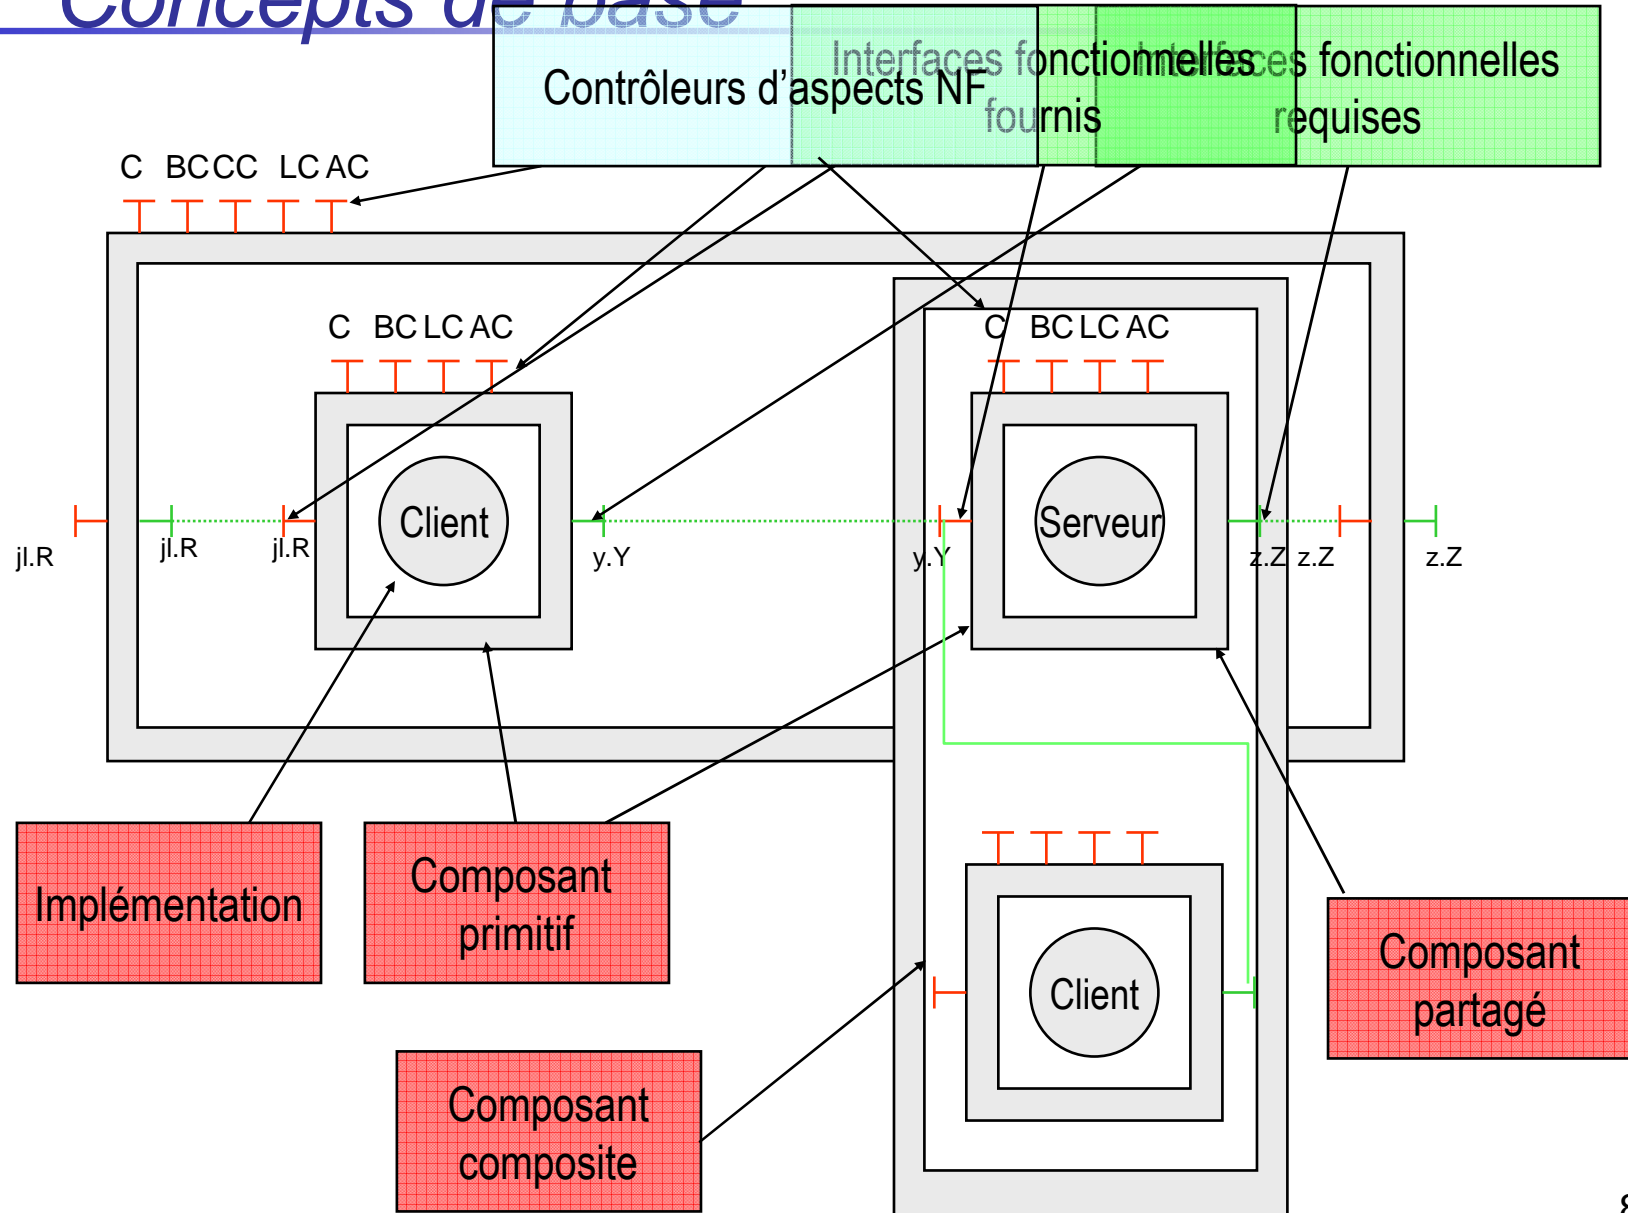 Concepts de base
Contrôleurs d'aspects NF
Interfaces fonctionnelles
fournis
Interfaces fonctionnelles
requises
C BC CC LC AC
C BC LC AC
C BC LC AC
Client
Serveur
jl.R
jl.R
jl.R
y.Y
y.Y
z.Z
z.Z
z.Z
Implémentation
Composant
primitif
Composant
partagé
Client
Composant
composite